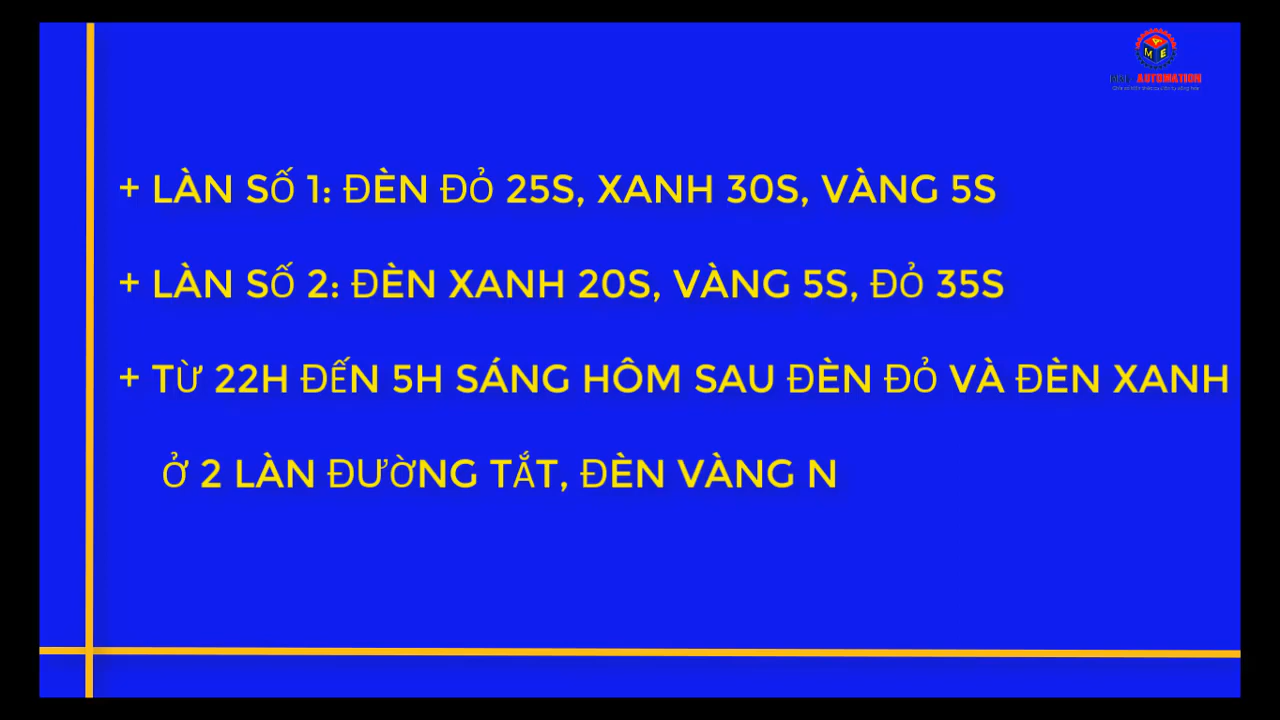 M E
AUTOMATION
+ LÀN SỐ 1: ĐÈN ĐỎ 25S, XANH 30S, VÀNG 5S
+ LÀN SỐ 2: ĐÈN XANH 20S, VÀNG 5S, ĐỎ 35S
+ TỪ 22H ĐẾN 5H SÁNG HÔM SAU ĐÈN ĐỎ VÀ ĐÈN XANH
Ở 2 LÀN ĐƯỜNG TẮT, ĐÈN VÀNG N